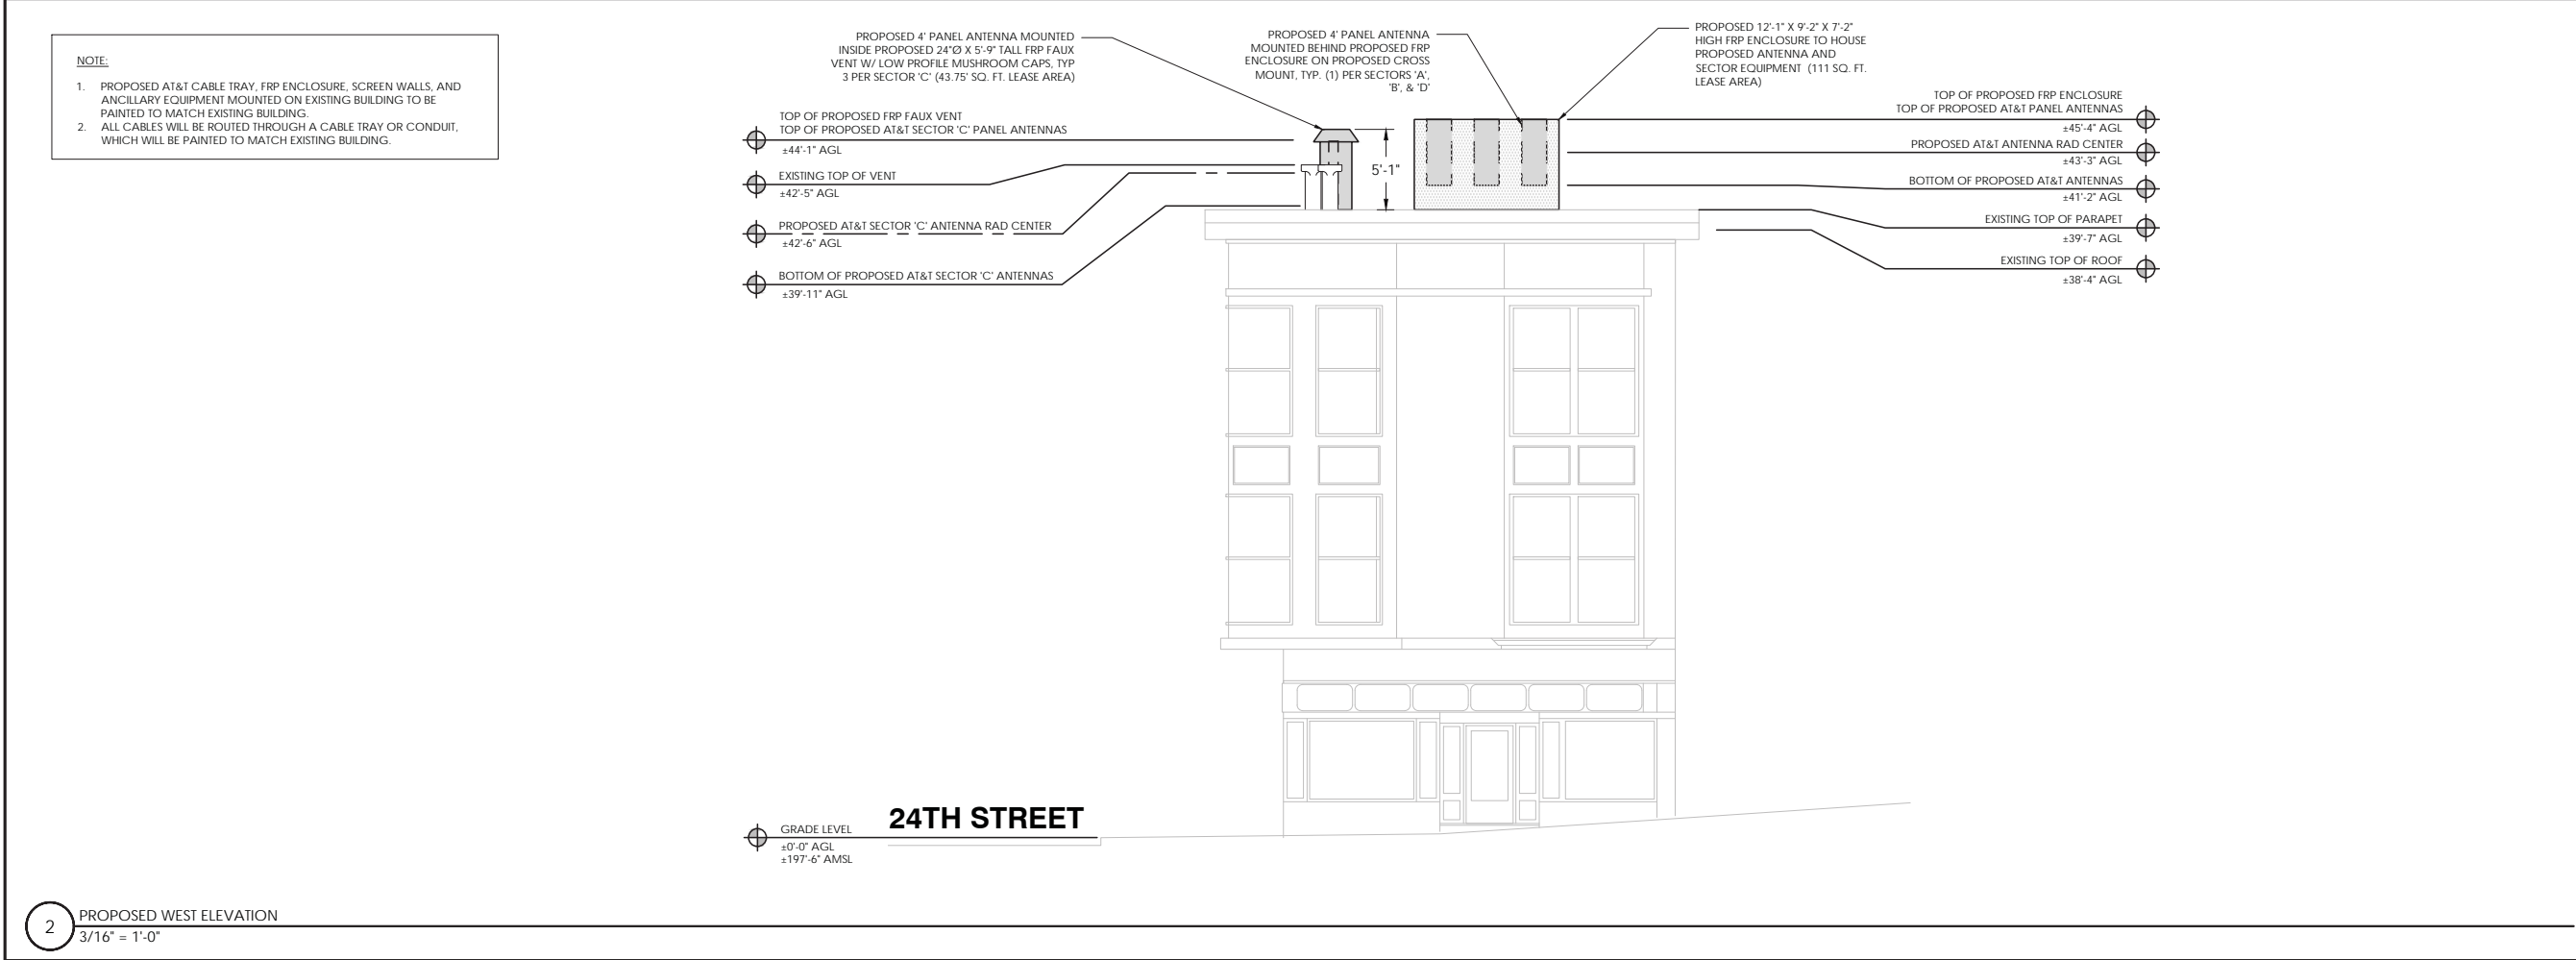 NOTE:
1. PROPOSED AT&T CABLE TRAY, FRP ENCLOSURE, SCREEN WALLS, AND
ANCILLARY EQUIPMENT MOUNTED ON EXISTING BUILDING TO BE
PAINTED TO MATCH EXISTING BUILDING.
2. ALL CABLES WILL BE ROUTED THROUGH A CABLE TRAY OR CONDUIT,
WHICH WILL BE PAINTED TO MATCH EXISTING BUILDING.
PROPOSED 4' PANEL ANTENNA MOUNTED
INSIDE PROPOSED 24"Ø X 5'-9" TALL FRP FAUX
VENT W/ LOW PROFILE MUSHROOM CAPS, TYP
3 PER SECTOR 'C' (43.75' SQ. FT. LEASE AREA)
PROPOSED 4' PANEL ANTENNA
MOUNTED BEHIND PROPOSED FRP
ENCLOSURE ON PROPOSED CROSS
MOUNT, TYP. (1) PER SECTORS 'A',
'B', & 'D'
PROPOSED 12'-1" X 9'-2" X 7'-2"
HIGH FRP ENCLOSURE TO HOUSE
PROPOSED ANTENNA AND
SECTOR EQUIPMENT (111 SQ. FT.
LEASE AREA)
TOP OF PROPOSED FRP FAUX VENT
TOP OF PROPOSED AT&T SECTOR 'C' PANEL ANTENNAS
±44'-1" AGL
EXISTING TOP OF VENT
±42'-5" AGL
PROPOSED AT&T SECTOR 'C' ANTENNA RAD CENTER
±42'-6" AGL
BOTTOM OF PROPOSED AT&T SECTOR 'C' ANTENNAS
±39'-11" AGL
5'-1"
TOP OF PROPOSED FRP ENCLOSURE
TOP OF PROPOSED AT&T PANEL ANTENNAS
±45'-4" AGL
PROPOSED AT&T ANTENNA RAD CENTER
±43'-3" AGL
BOTTOM OF PROPOSED AT&T ANTENNAS
±41'-2" AGL
EXISTING TOP OF PARAPET
±39'-7" AGL
EXISTING TOP OF ROOF
±38'-4" AGL
24TH STREET
GRADE LEVEL
±0'-0" AGL
±197'-6" AMSL
2
PROPOSED WEST ELEVATION
3/16" = 1'-0"